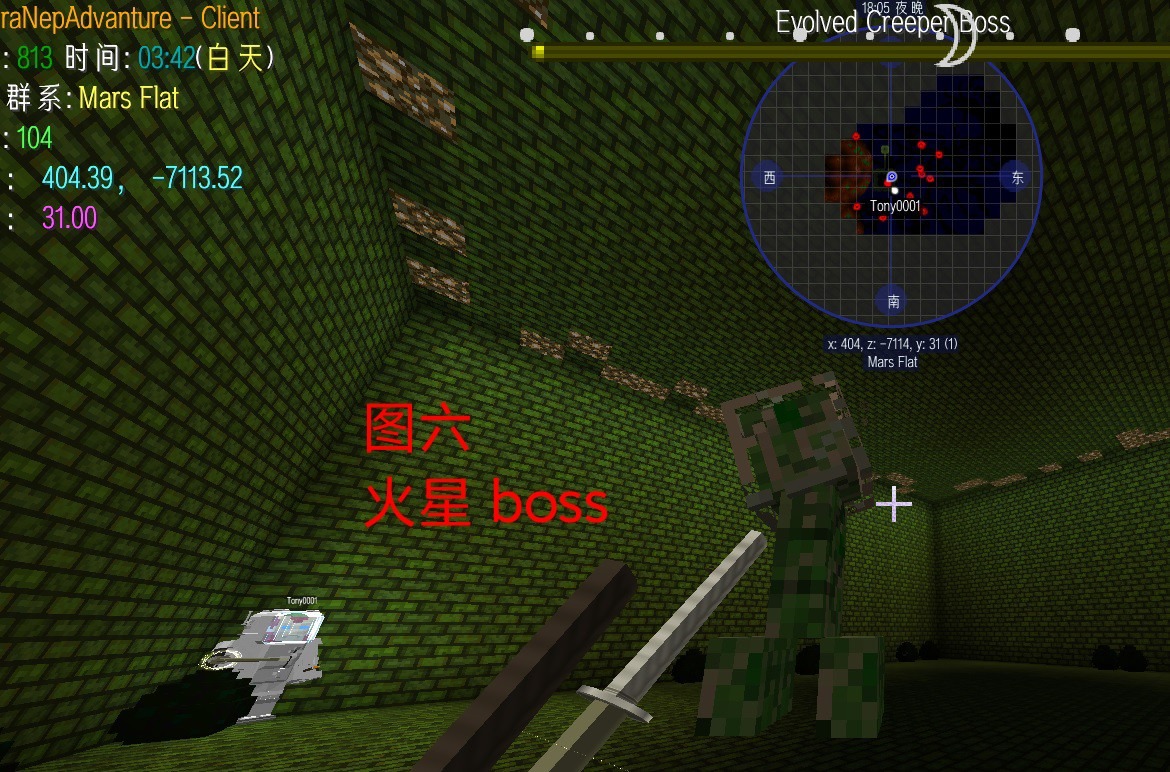 raNepAdvanture - Client
: 813 时间: 03:42(白天)
群系: Mars Flat
: 104
: 404.39, -7113.52
: 31.00
18:05 夜晚
Evolved Creeper Boss
西
东
Tony0001
南
x: 404, z: -7114, y: 31 (1)
Mars Flat
图六
火星 boss
Tony0001